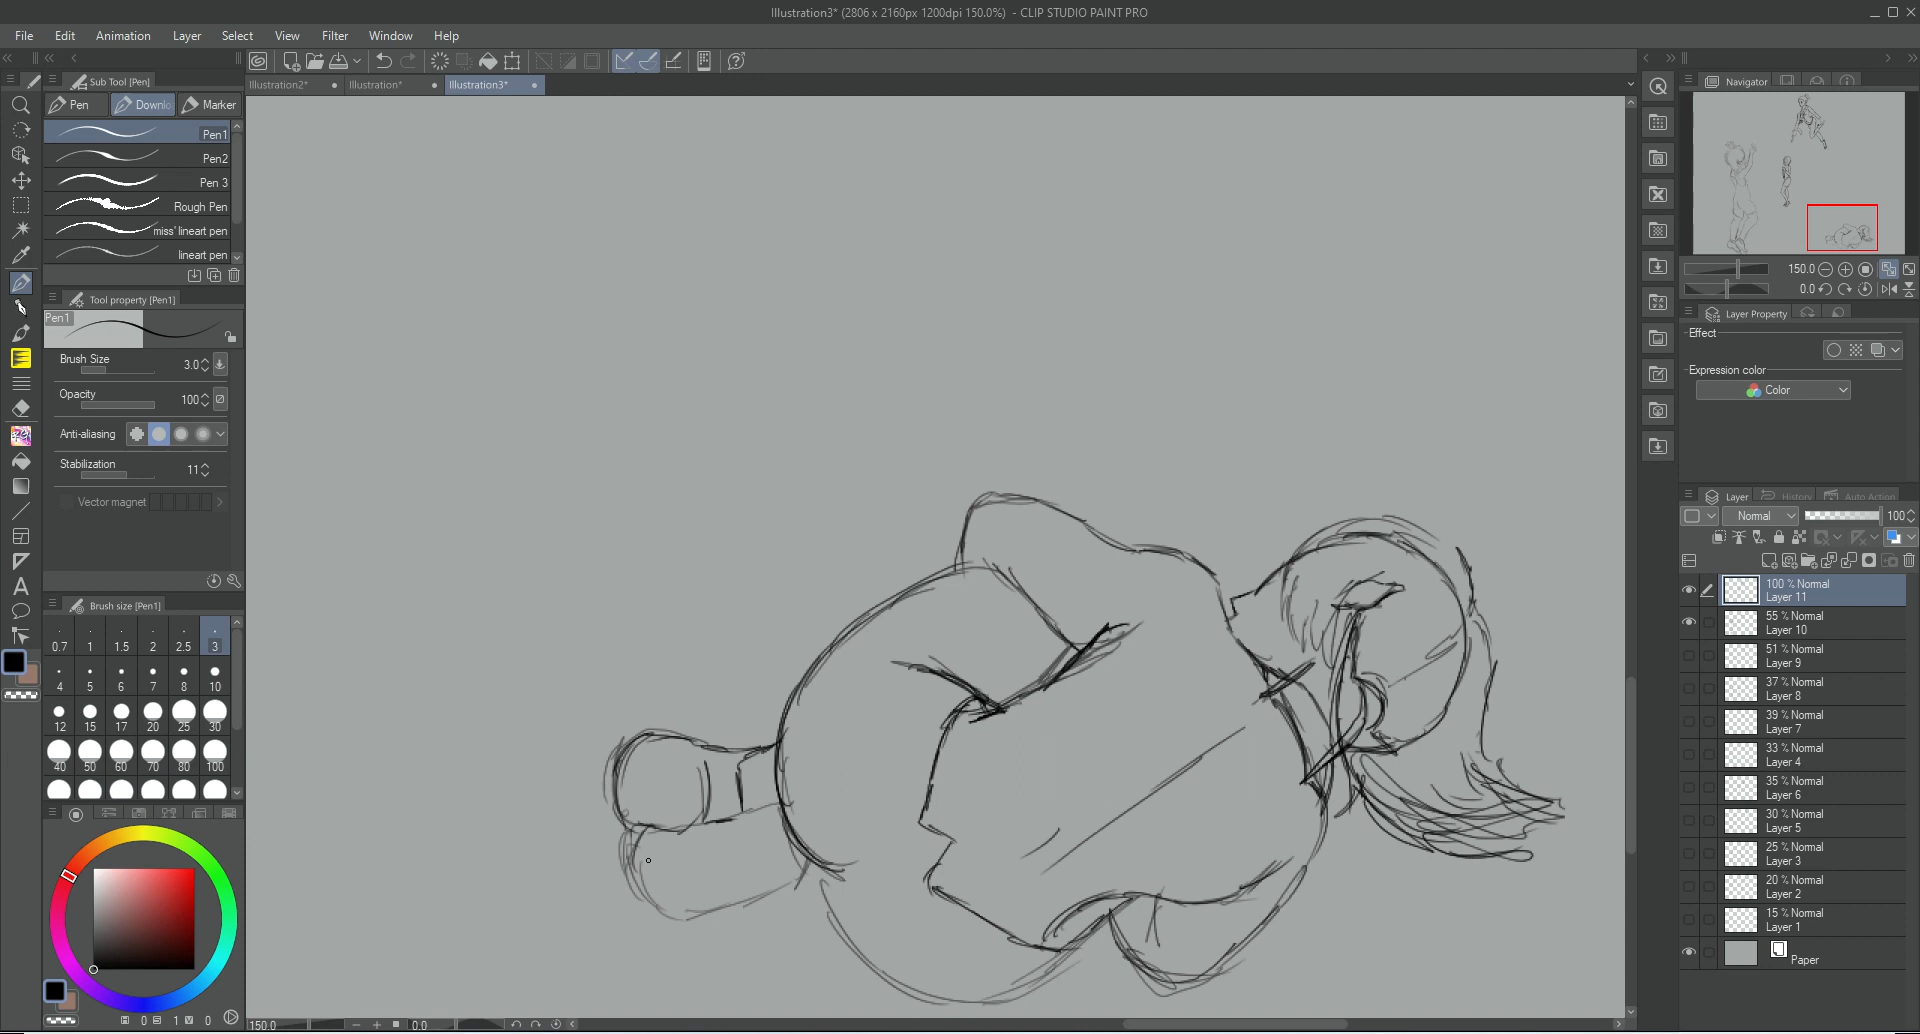 Illustration3* (2806 x 2160px 1200dpi 150.0%) - CLIP STUDIO PAINT PRO
File Edit Animation Layer Select View Filter Window Help
Sub Tool [Pen]
Illustration2* Illustration* Illustration3*
Navigator
Pen Downlo Marker
Pen1
Pen2
Pen 3
Rough Pen
miss' lineart pen
lineart pen
150.0
0.0
Tool property [Pen1]
Pen1
Brush Size 3.0
Opacity 100
Anti-aliasing
Stabilization 11
Vector magnet
Layer Property
Effect
Expression color
Color
Layer History Auto Action
Normal 100
Brush size [Pen1]
0.7 1 1.5 2 2.5 3
4 5 6 7 8 10
12 15 17 20 25 30
40 50 60 70 80 100
100 % Normal
Layer 11
55 % Normal
Layer 10
51 % Normal
Layer 9
37 % Normal
Layer 8
39 % Normal
Layer 7
33 % Normal
Layer 4
35 % Normal
Layer 6
30 % Normal
Layer 5
25 % Normal
Layer 3
20 % Normal
Layer 2
15 % Normal
Layer 1
Paper
0 1 0
150.0 0.0